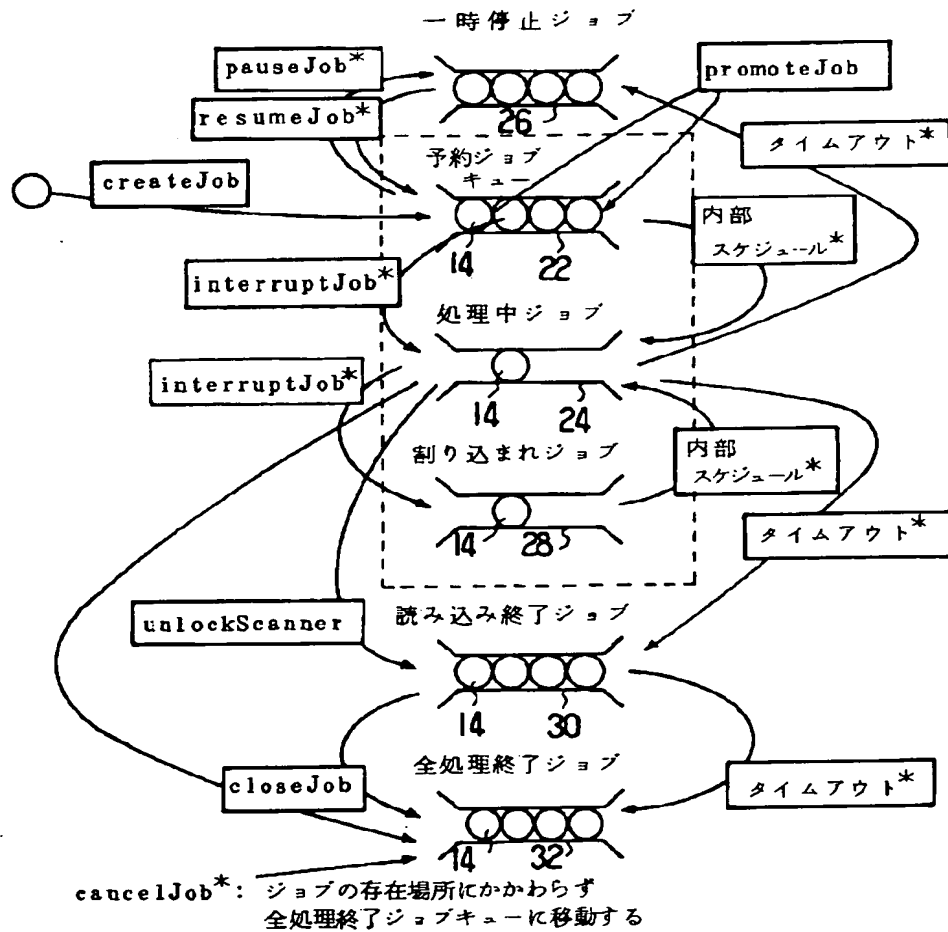 一時停止ジョブ
pauseJob*
promoteJob
resumeJob*
26
タイムアウト*
予約ジョブ
キュー
createJob
内部
スケジュール*
14
22
interruptJob*
処理中ジョブ
interruptJob*
14
24
割り込まれジョブ
内部
スケジュール*
14
28
タイムアウト*
読み込み終了ジョブ
unlockScanner
14
30
全処理終了ジョブ
closeJob
タイムアウト*
14
32
cancelJob*: ジョブの存在場所にかかわらず
全処理終了ジョブキューに移動する